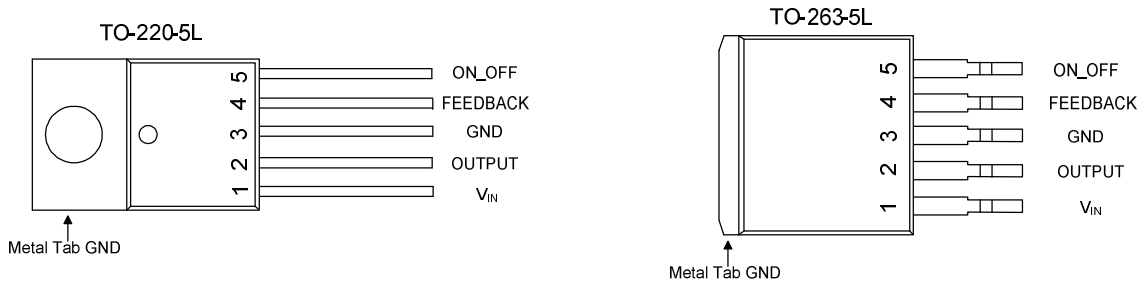 TO-220-5L
5 ON_OFF
4 FEEDBACK
3 GND
2 OUTPUT
1 VIN
Metal Tab GND
TO-263-5L
5 ON_OFF
4 FEEDBACK
3 GND
2 OUTPUT
1 VIN
Metal Tab GND